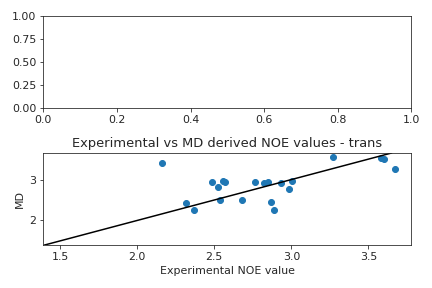 1.00
0.75
0.50
0.25
0.00
0.0 0.2 0.4 0.6 0.8 1.0
Experimental vs MD derived NOE values - trans
3
MD
2
1.5 2.0 2.5 3.0 3.5
Experimental NOE value